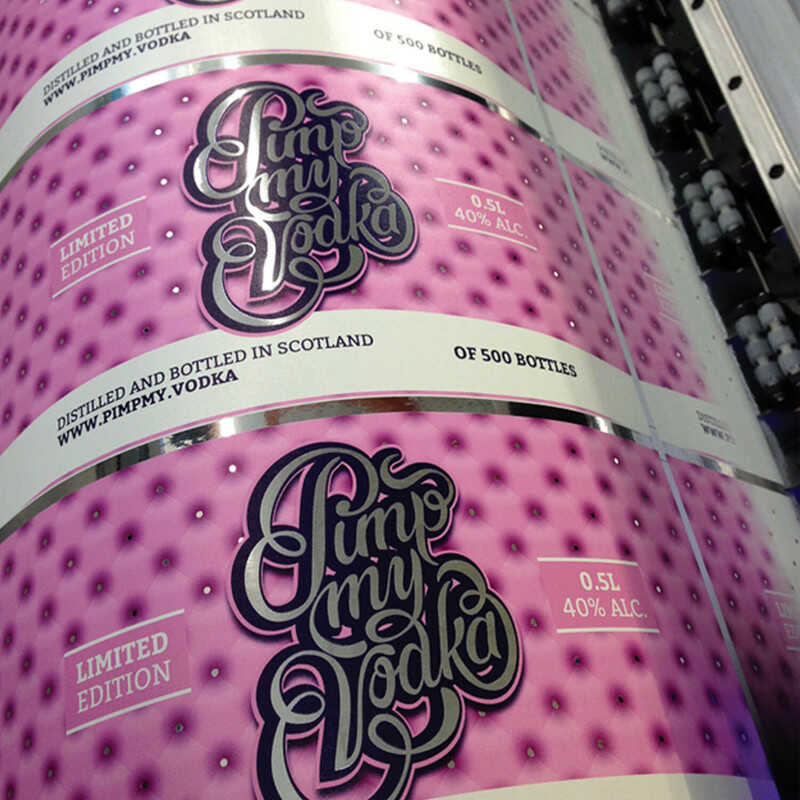 DISTILLED AND BOTTLED IN SCOTLAND
WWW.PIMPMY.VODKA
OF 500 BOTTLES
Pimp
my
Vodka
LIMITED
EDITION
0.5L
40% ALC.
DISTILLED AND BOTTLED IN SCOTLAND
WWW.PIMPMY.VODKA
OF 500 BOTTLES
Pimp
my
Vodka
LIMITED
EDITION
0.5L
40% ALC.